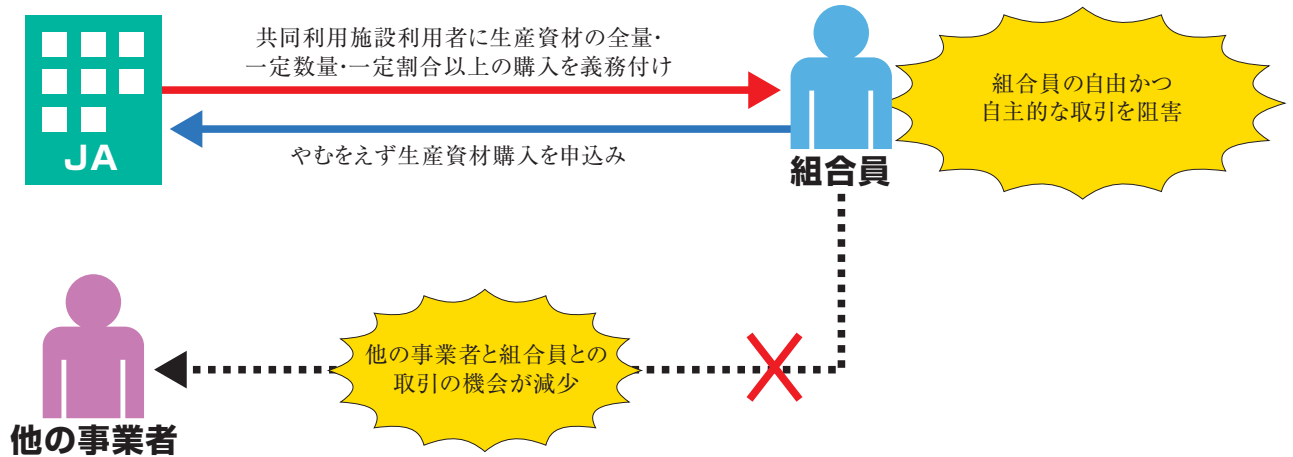 共同利用施設利用者に生産資材の全量・
一定数量・一定割合以上の購入を義務付け
JA
やむをえず生産資材購入を申込み
組合員
組合員の自由かつ
自主的な取引を阻害
他の事業者と組合員との
取引の機会が減少
他の事業者